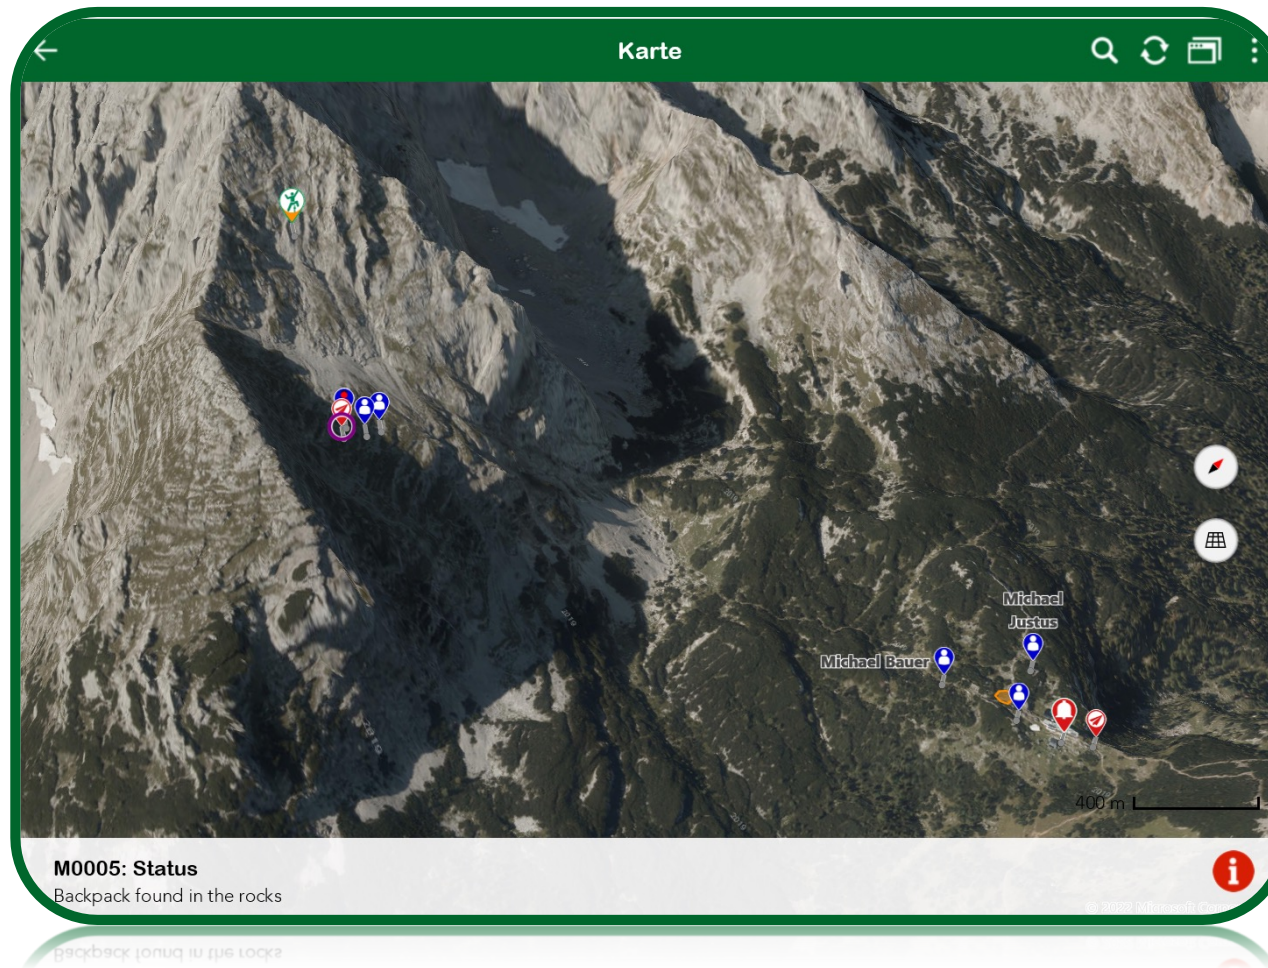 Karte
Michael
Justus
Michael Bauer
400 m
M0005: Status
Backpack found in the rocks